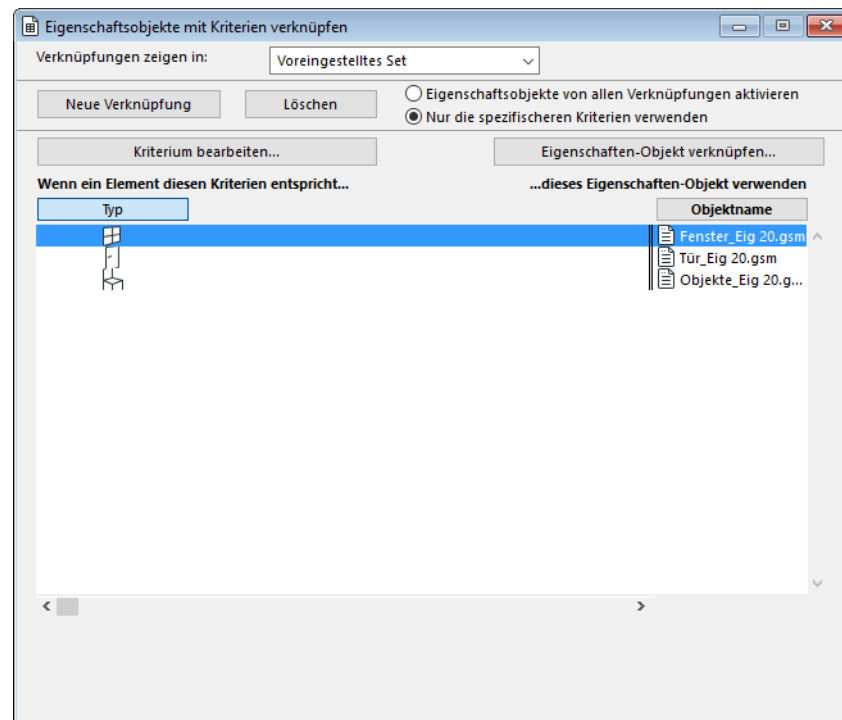 Eigenschaftsobjekte mit Kriterien verknüpfen
Verknüpfungen zeigen in: Voreingestelltes Set
Neue Verknüpfung Löschen
Eigenschaftsobjekte von allen Verknüpfungen aktivieren
Nur die spezifischeren Kriterien verwenden
Kriterium bearbeiten... Eigenschaften-Objekt verknüpfen...
Wenn ein Element diesen Kriterien entspricht... ...dieses Eigenschaften-Objekt verwenden
Typ Objektname
Fenster_Eig 20.gsm
Tür_Eig 20.gsm
Objekte_Eig 20.g...